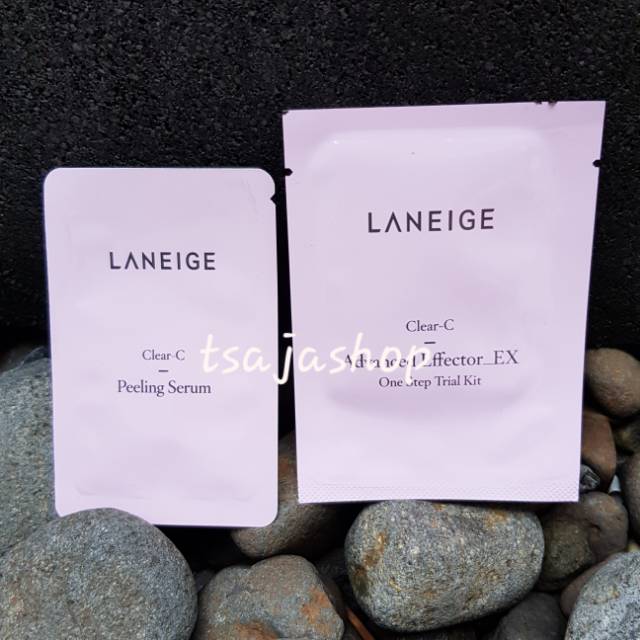 LANEIGE
Clear-C
Peeling Serum
LANEIGE
Clear-C
Advanced Effector_EX
One Step Trial Kit
tsajashop